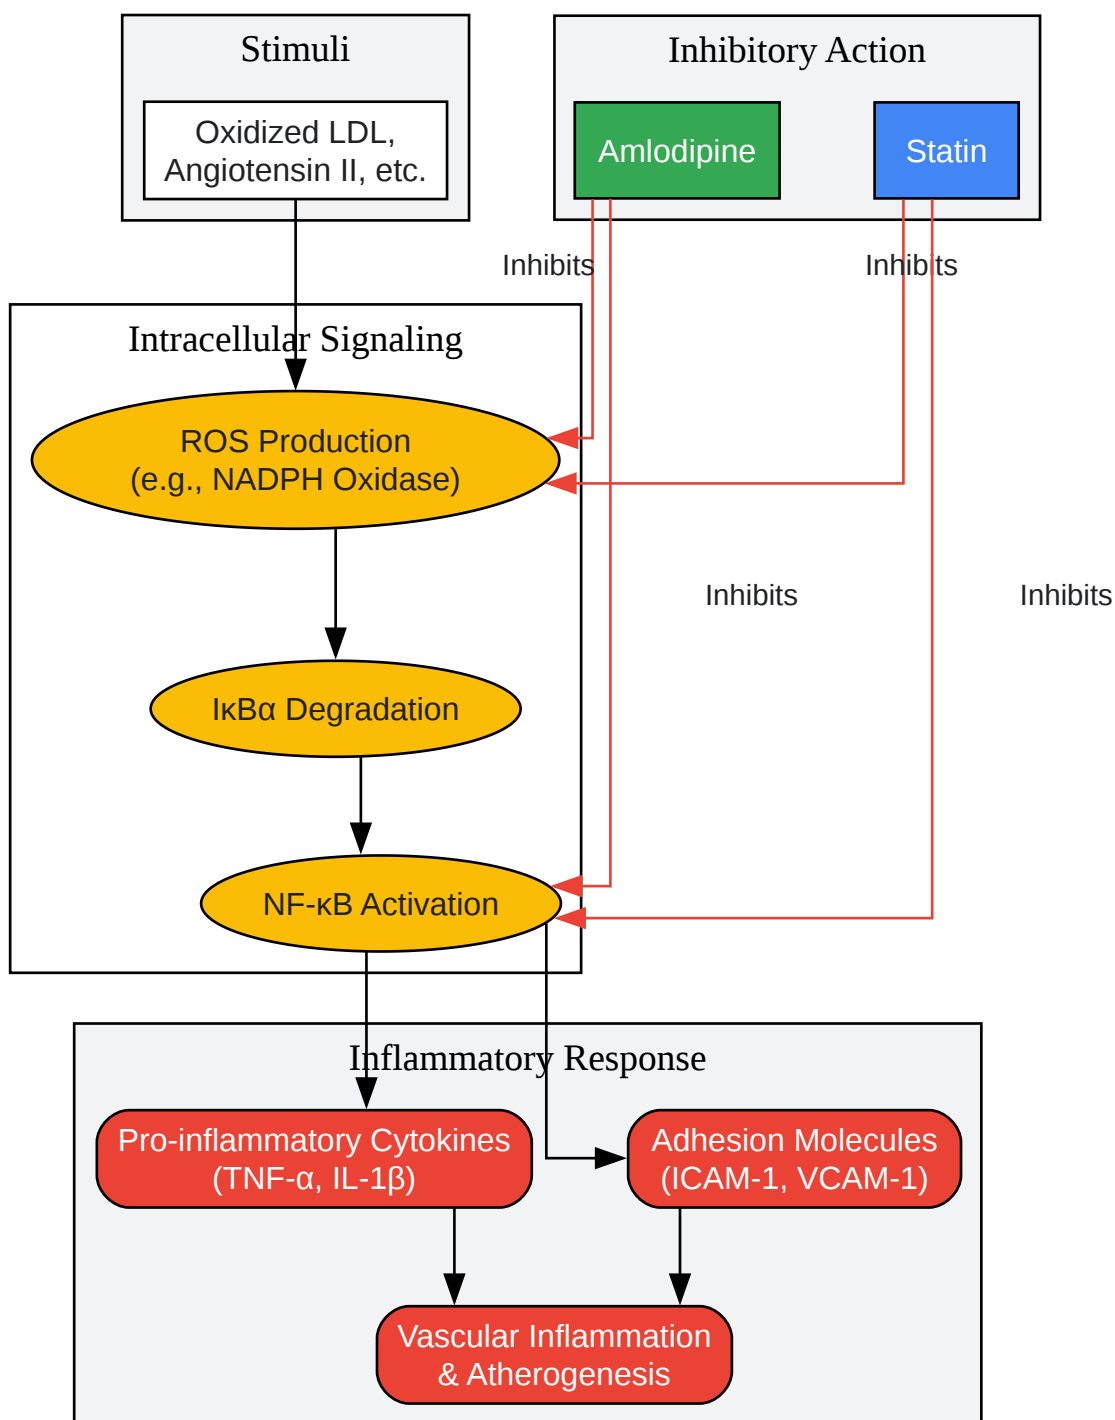 Stimuli
Oxidized LDL,
Angiotensin II, etc.
Inhibitory Action
Amlodipine
Statin
Inhibits
Inhibits
Intracellular Signaling
ROS Production
(e.g., NADPH Oxidase)
Inhibits
Inhibits
IκBα Degradation
NF-κB Activation
Inflammatory Response
Pro-inflammatory Cytokines
(TNF-α, IL-1β)
Adhesion Molecules
(ICAM-1, VCAM-1)
Vascular Inflammation
& Atherogenesis